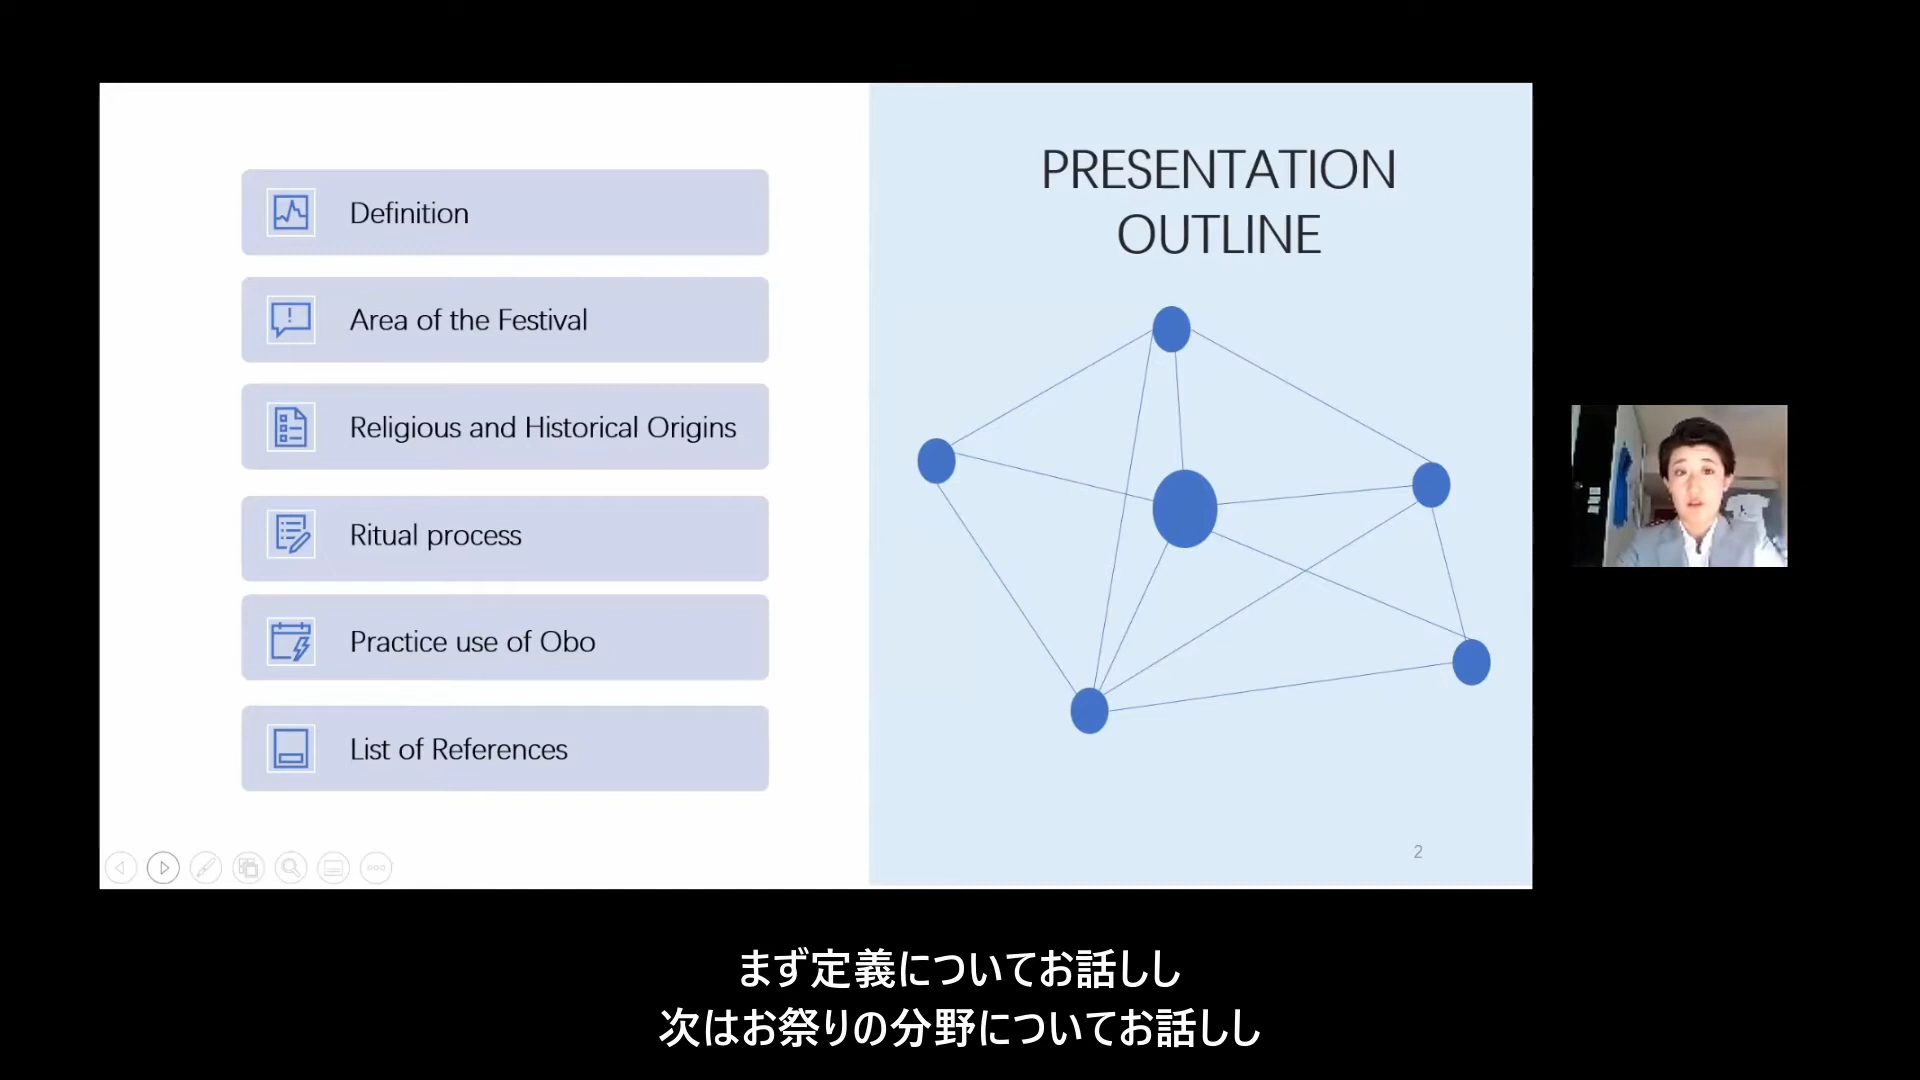 Definition
Area of the Festival
Religious and Historical Origins
Ritual process
Practice use of Obo
List of References
PRESENTATION
OUTLINE
2
まず定義についてお話しし
次はお祭りの分野についてお話しし